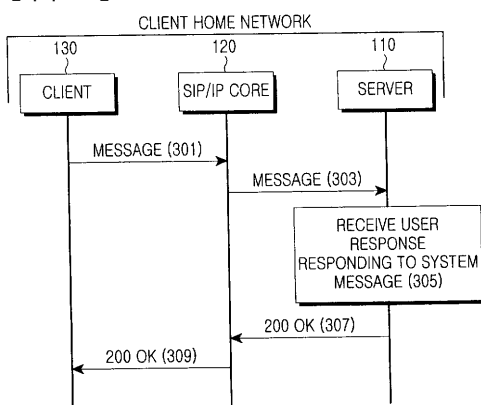 CLIENT HOME NETWORK
130 120 110
CLIENT SIP/IP CORE SERVER
MESSAGE (301)
MESSAGE (303)
RECEIVE USER
RESPONSE
RESPONDING TO SYSTEM
MESSAGE (305)
200 OK (307)
200 OK (309)